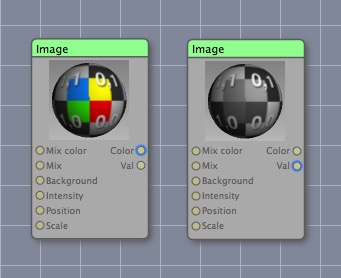 Image
Mix color Color
Mix Val
Background
Intensity
Position
Scale
Image
Mix color Color
Mix Val
Background
Intensity
Position
Scale